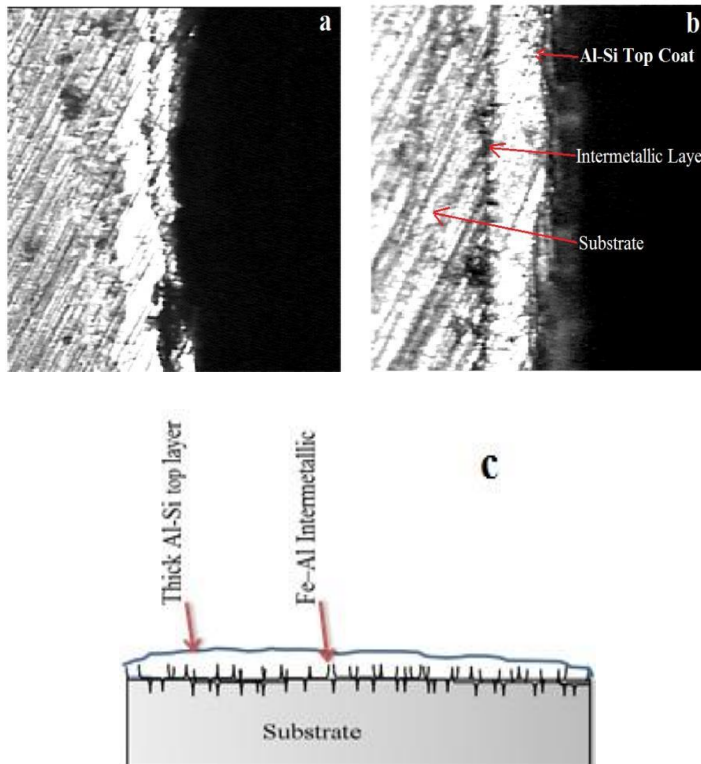 a
b
Al-Si Top Coat
Intermetallic Laye
Substrate
c
Thick Al-Si top layer
Fe–Al Intermetallic
Substrate